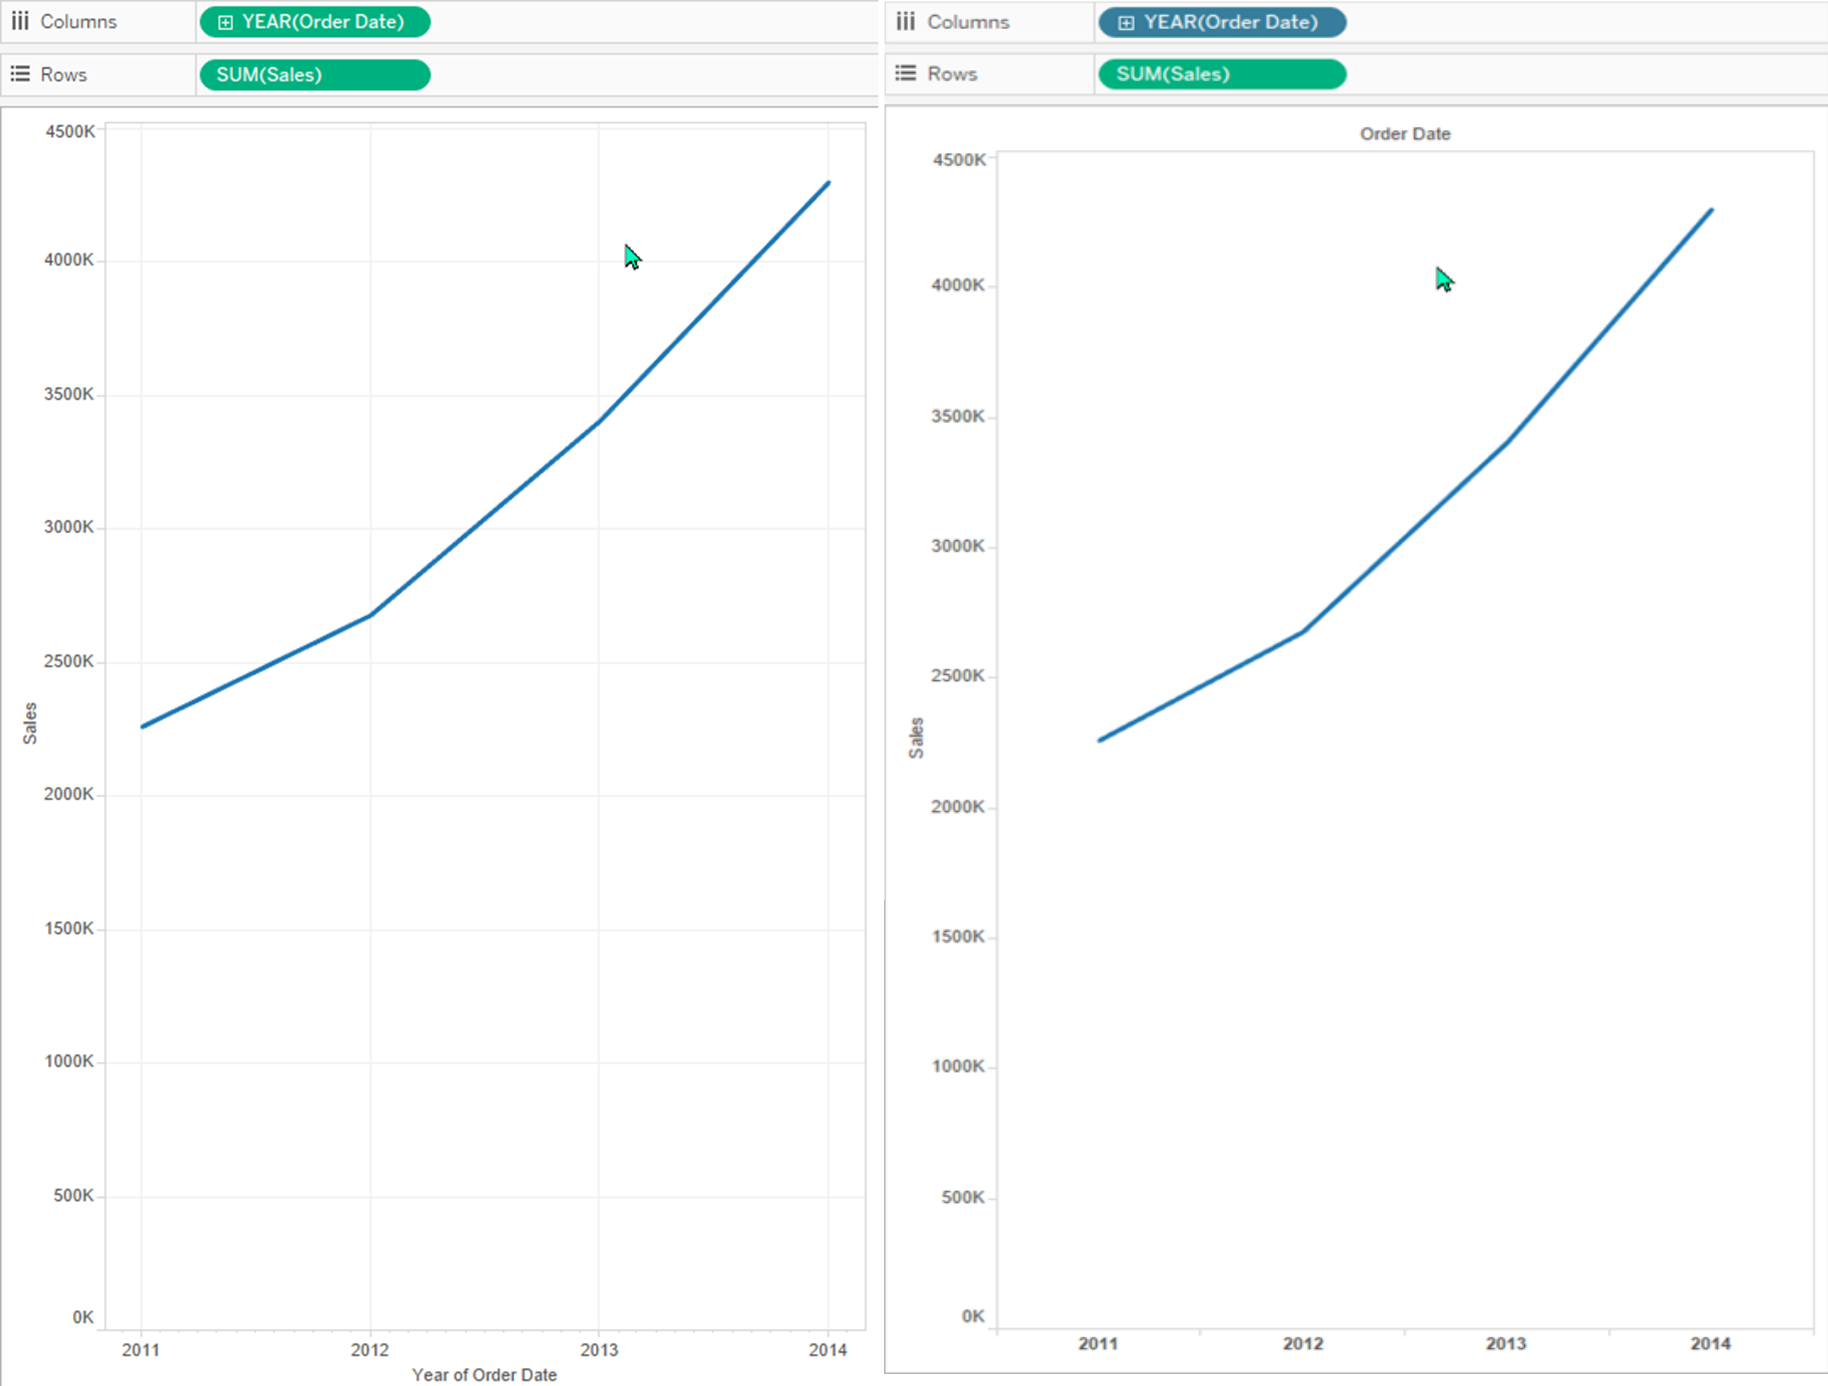 Columns
YEAR(Order Date)
Rows
SUM(Sales)
4500K
4000K
3500K
3000K
2500K
2000K
1500K
1000K
500K
0K
Sales
2011 2012 2013 2014
Year of Order Date
Columns
YEAR(Order Date)
Rows
SUM(Sales)
Order Date
4500K
4000K
3500K
3000K
2500K
2000K
1500K
1000K
500K
0K
Sales
2011 2012 2013 2014